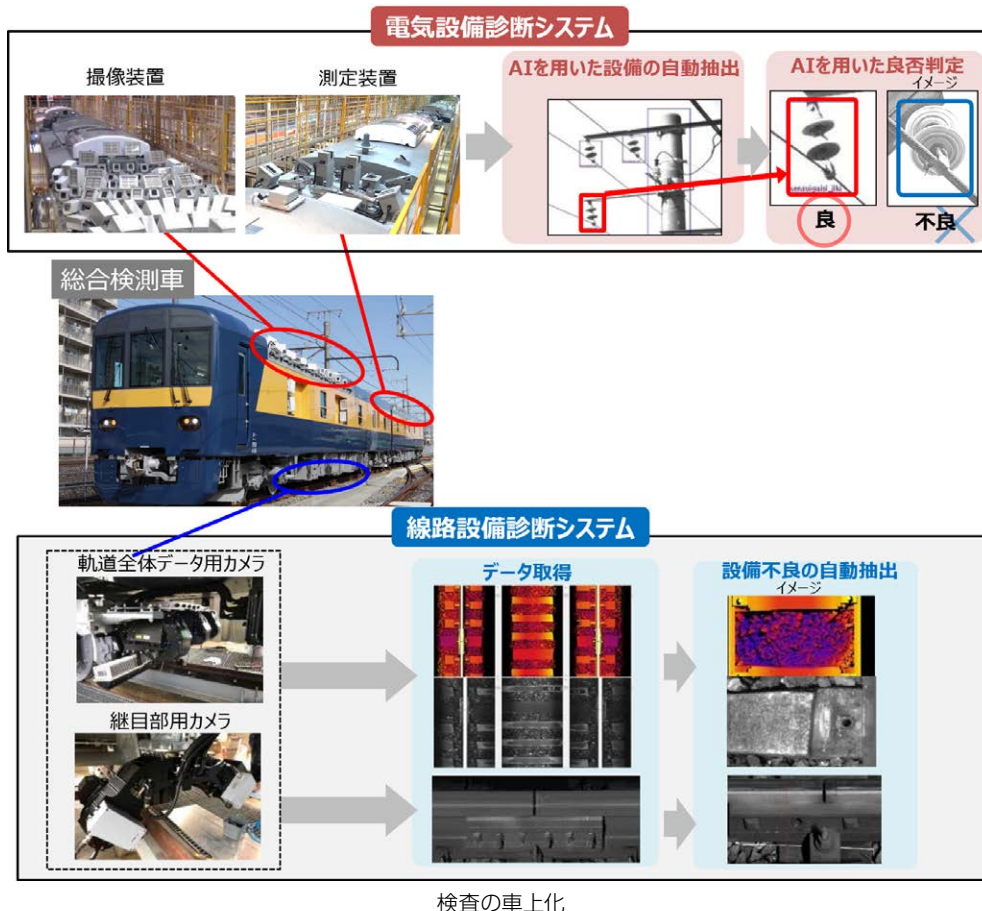 電気設備診断システム
撮像装置
測定装置
AIを用いた設備の自動抽出
AIを用いた良否判定
イメージ
良
不良
総合検測車
線路設備診断システム
軌道全体データ用カメラ
継目部用カメラ
データ取得
設備不良の自動抽出
イメージ
検査の車上化